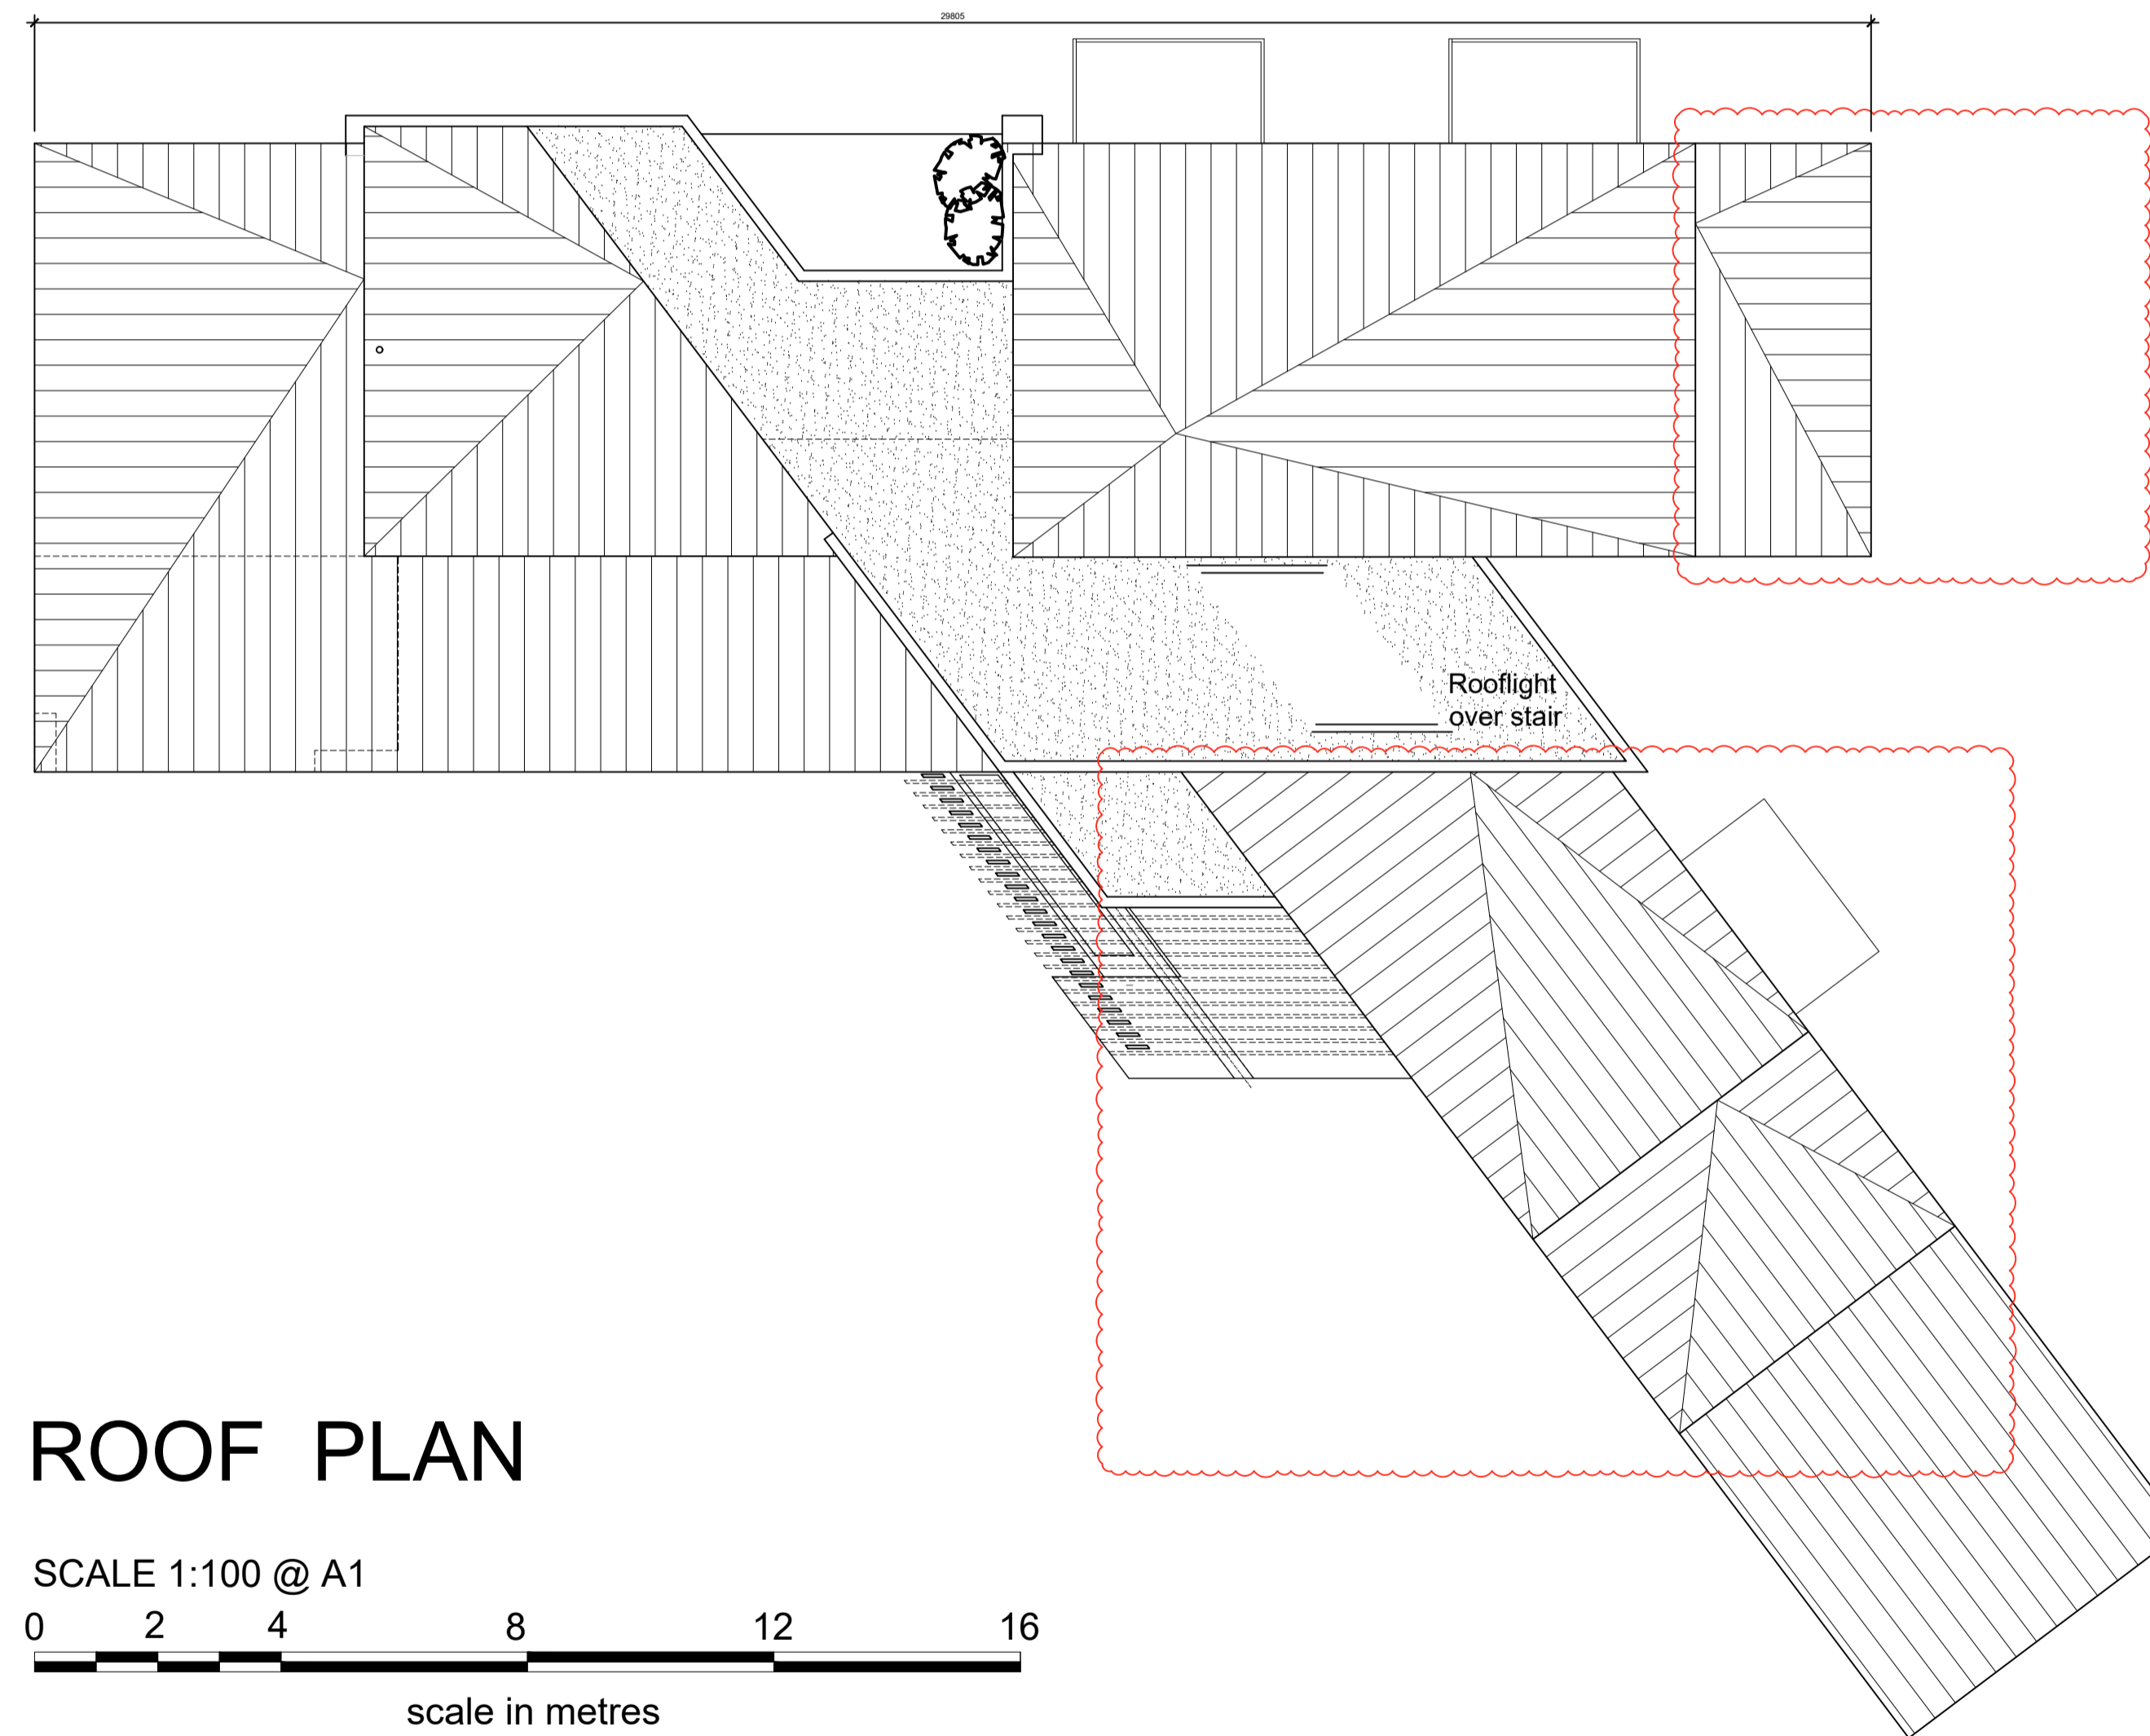 29805
Rooflight
over stair
ROOF PLAN
SCALE 1:100 @ A1
0 2 4 8 12 16
scale in metres